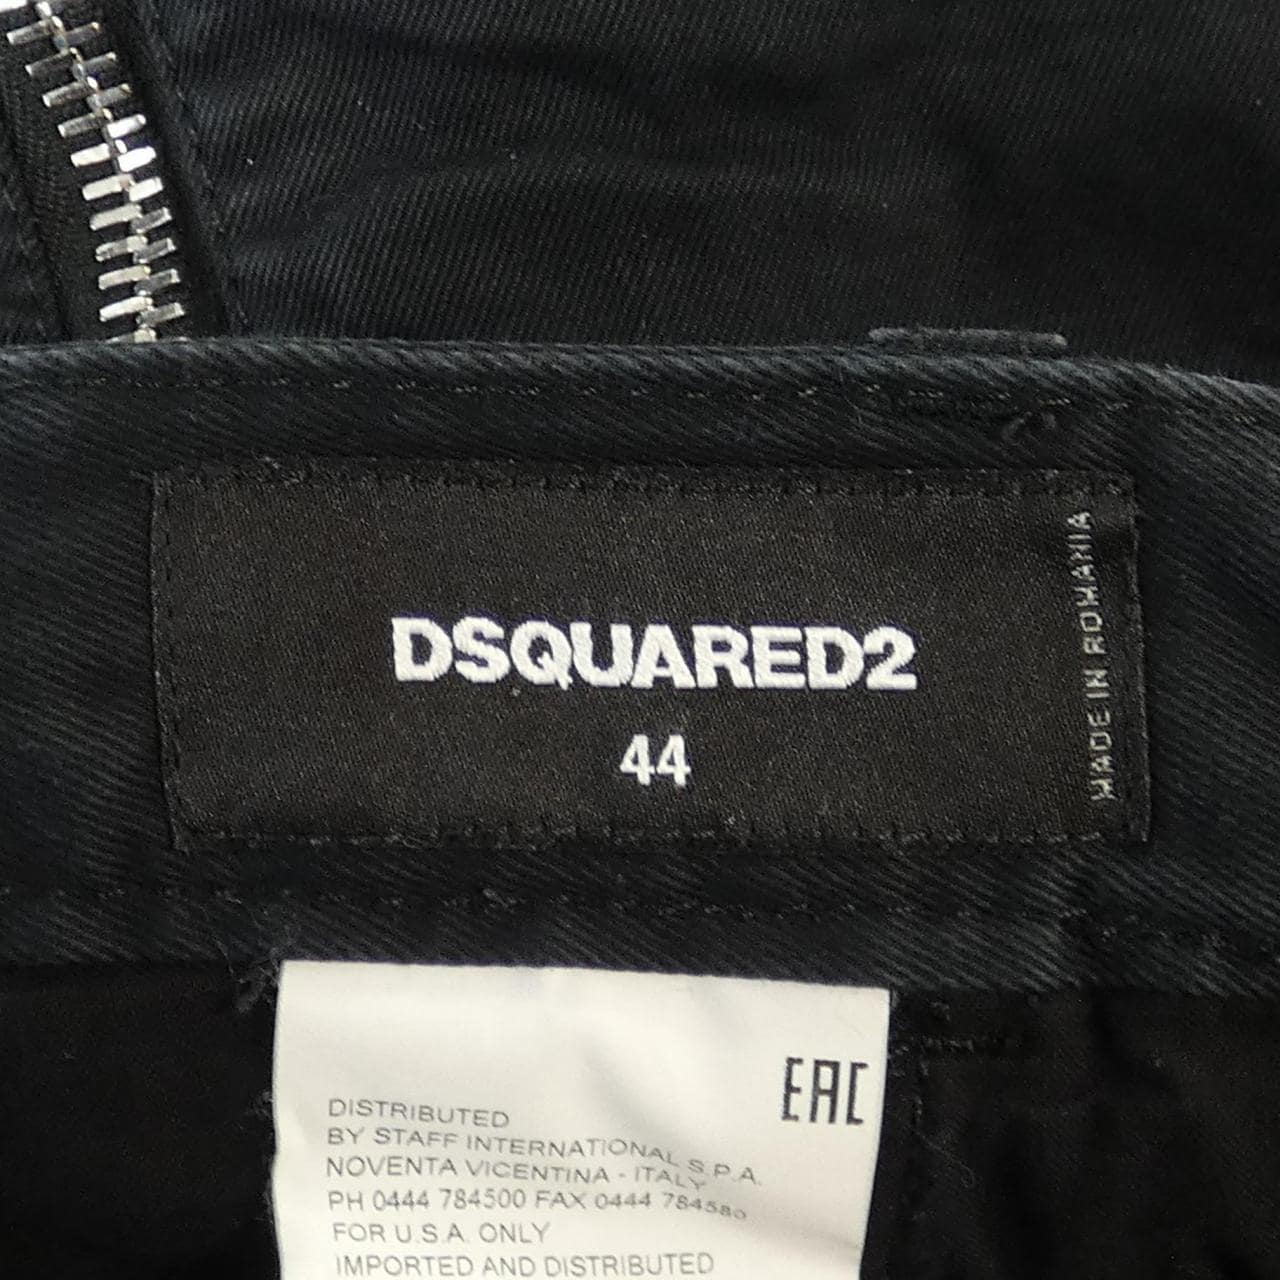 DSQUARED2
44
MADE IN ROMANIA
EAC
DISTRIBUTED
BY STAFF INTERNATIONAL S.P.A.
NOVENTA VICENTINA - ITALY
PH 0444 784500 FAX 0444 784580
FOR U.S.A. ONLY
IMPORTED AND DISTRIBUTED